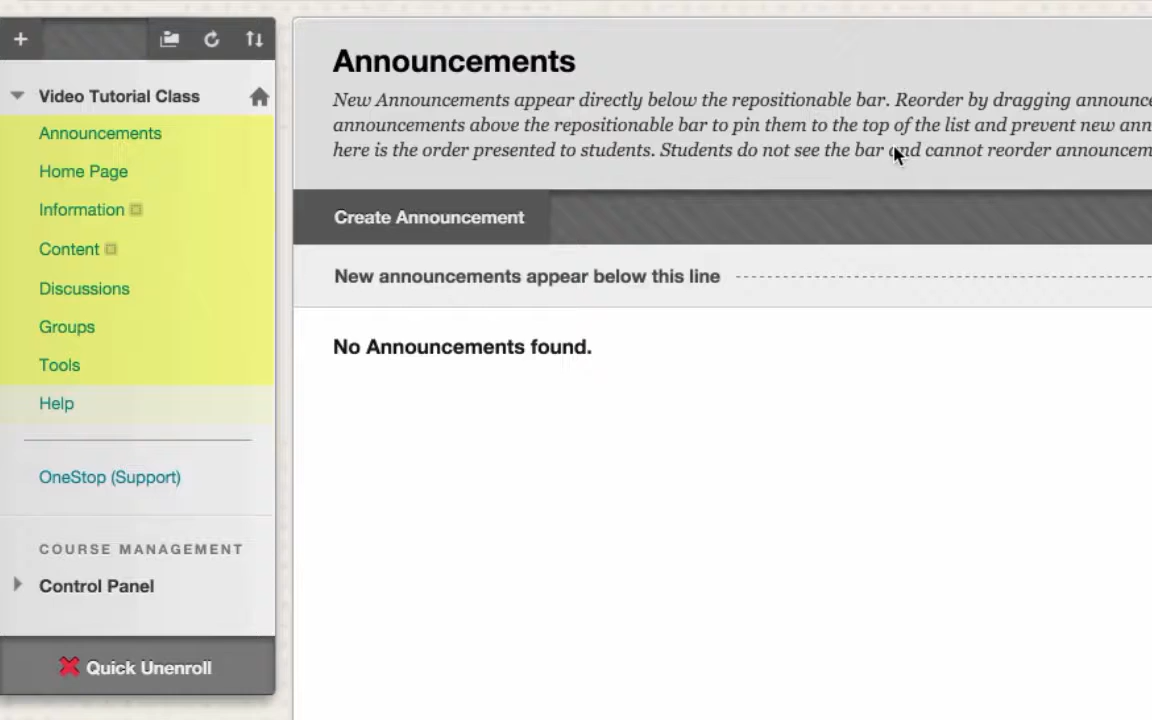 Video Tutorial Class
Announcements
Home Page
Information
Content
Discussions
Groups
Tools
Help
OneStop (Support)
COURSE MANAGEMENT
Control Panel
Quick Unenroll
Announcements
New Announcements appear directly below the repositionable bar. Reorder by dragging
announcements above the repositionable bar to pin them to the top of the list and prevent new
here is the order presented to students. Students do not see the bar and cannot reorder
Create Announcement
New announcements appear below this line
No Announcements found.